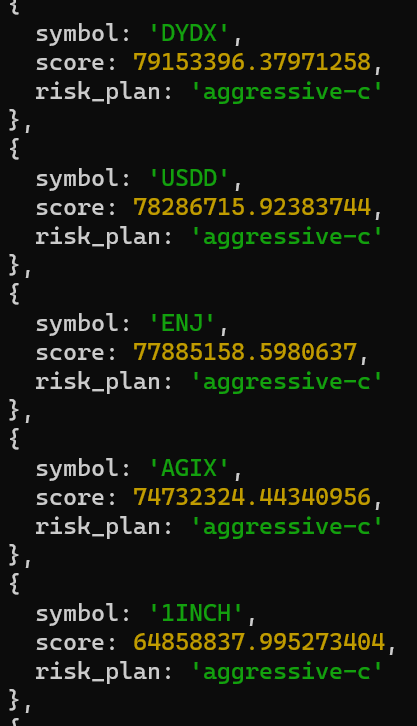 {
symbol: 'DYDX',
score: 79153396.37971258,
risk_plan: 'aggressive-c'
},
{
symbol: 'USDD',
score: 78286715.92383744,
risk_plan: 'aggressive-c'
},
{
symbol: 'ENJ',
score: 77885158.5980637,
risk_plan: 'aggressive-c'
},
{
symbol: 'AGIX',
score: 74732324.44340956,
risk_plan: 'aggressive-c'
},
{
symbol: '1INCH',
score: 64858837.995273404,
risk_plan: 'aggressive-c'
},
{